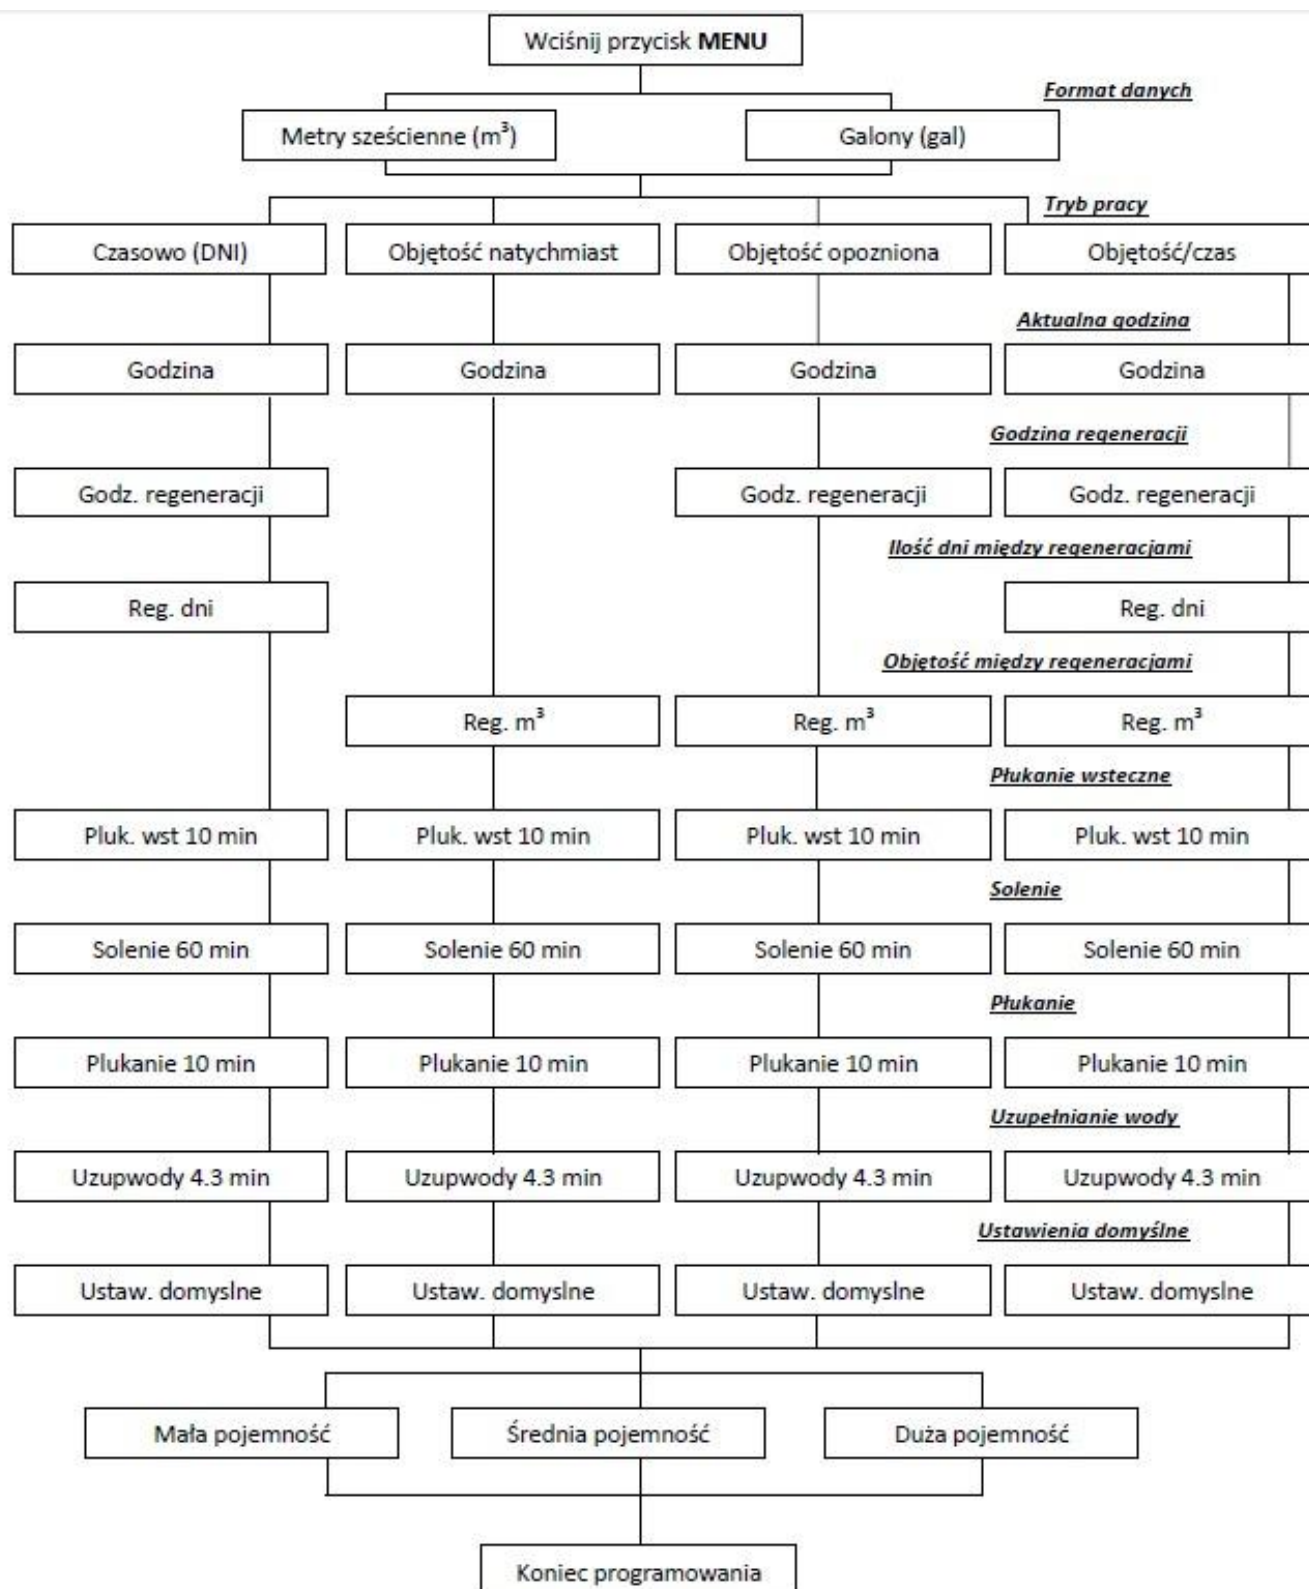 Wciśnij przycisk MENU
Format danych
Metry sześcienne (m³)
Galony (gal)
Tryb pracy
Czasowo (DNI)
Objętość natychmiast
Objętość opozniona
Objętość/czas
Aktualna godzina
Godzina
Godzina
Godzina
Godzina
Godzina regeneracji
Godz. regeneracji
Godz. regeneracji
Godz. regeneracji
Ilość dni między regeneracjami
Reg. dni
Reg. dni
Objętość między regeneracjami
Reg. m³
Reg. m³
Reg. m³
Płukanie wsteczne
Pluk. wst 10 min
Pluk. wst 10 min
Pluk. wst 10 min
Pluk. wst 10 min
Solenie
Solenie 60 min
Solenie 60 min
Solenie 60 min
Solenie 60 min
Płukanie
Plukanie 10 min
Plukanie 10 min
Plukanie 10 min
Plukanie 10 min
Uzupełnianie wody
Uzupwody 4.3 min
Uzupwody 4.3 min
Uzupwody 4.3 min
Uzupwody 4.3 min
Ustawienia domyślne
Ustaw. domyslne
Ustaw. domyslne
Ustaw. domyslne
Ustaw. domyslne
Mała pojemność
Średnia pojemność
Duża pojemność
Koniec programowania